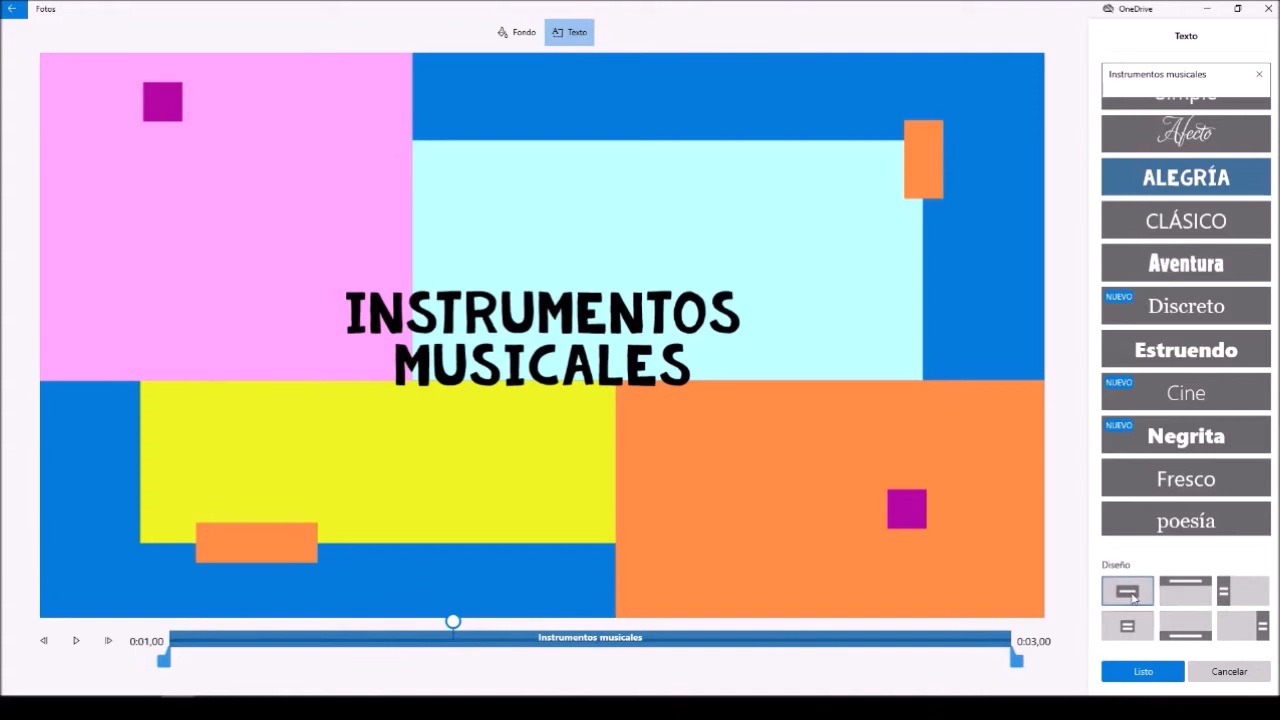 Fotos
OneDrive
Fondo
Texto
Texto
Instrumentos musicales
Simple
Afecto
ALEGRÍA
CLÁSICO
Aventura
NUEVO
Discreto
Estruendo
NUEVO
Cine
NUEVO
Negrita
Fresco
poesía
INSTRUMENTOS
MUSICALES
Diseño
0:01,00
Instrumentos musicales
0:03,00
Listo
Cancelar